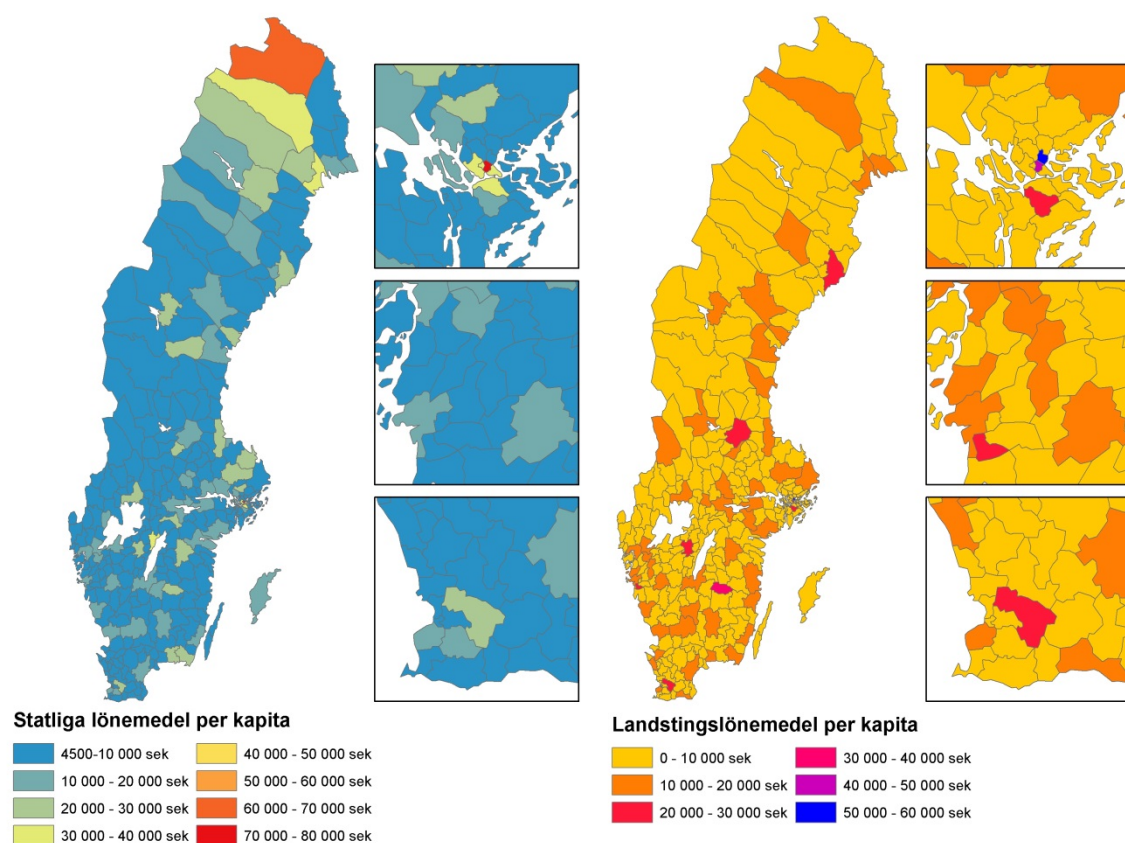 Statliga lönemedel per kapita
4500-10 000 sek
10 000 - 20 000 sek
20 000 - 30 000 sek
30 000 - 40 000 sek
40 000 - 50 000 sek
50 000 - 60 000 sek
60 000 - 70 000 sek
70 000 - 80 000 sek
Landstingslönemedel per kapita
0 - 10 000 sek
10 000 - 20 000 sek
20 000 - 30 000 sek
30 000 - 40 000 sek
40 000 - 50 000 sek
50 000 - 60 000 sek